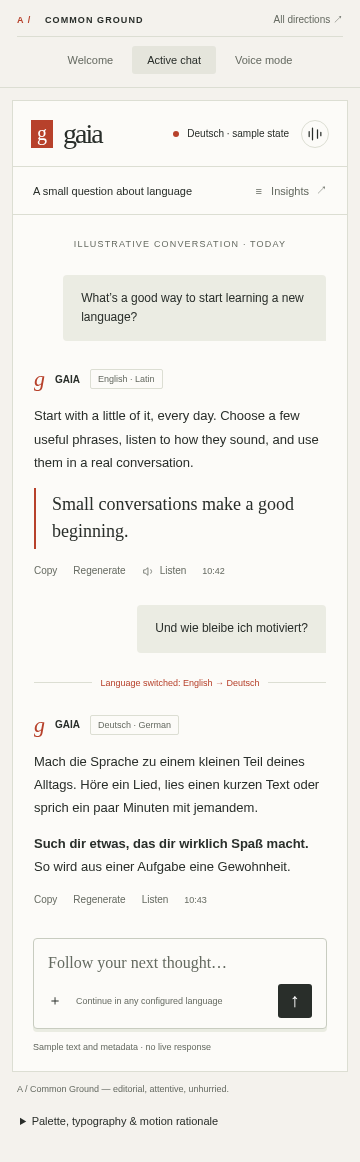 A / COMMON GROUND All directions ↗
Welcome Active chat Voice mode
g gaia Deutsch · sample state
A small question about language ≡ Insights ↗
ILLUSTRATIVE CONVERSATION · TODAY
What's a good way to start learning a new
language?
g GAIA English · Latin
Start with a little of it, every day. Choose a few
useful phrases, listen to how they sound, and use
them in a real conversation.
Small conversations make a good
beginning.
Copy Regenerate Listen 10:42
Und wie bleibe ich motiviert?
Language switched: English → Deutsch
g GAIA Deutsch · German
Mach die Sprache zu einem kleinen Teil deines
Alltags. Höre ein Lied, lies einen kurzen Text oder
sprich ein paar Minuten mit jemandem.
Such dir etwas, das dir wirklich Spaß macht.
So wird aus einer Aufgabe eine Gewohnheit.
Copy Regenerate Listen 10:43
Follow your next thought…
+ Continue in any configured language ↑
Sample text and metadata · no live response
A / Common Ground — editorial, attentive, unhurried.
▶ Palette, typography & motion rationale